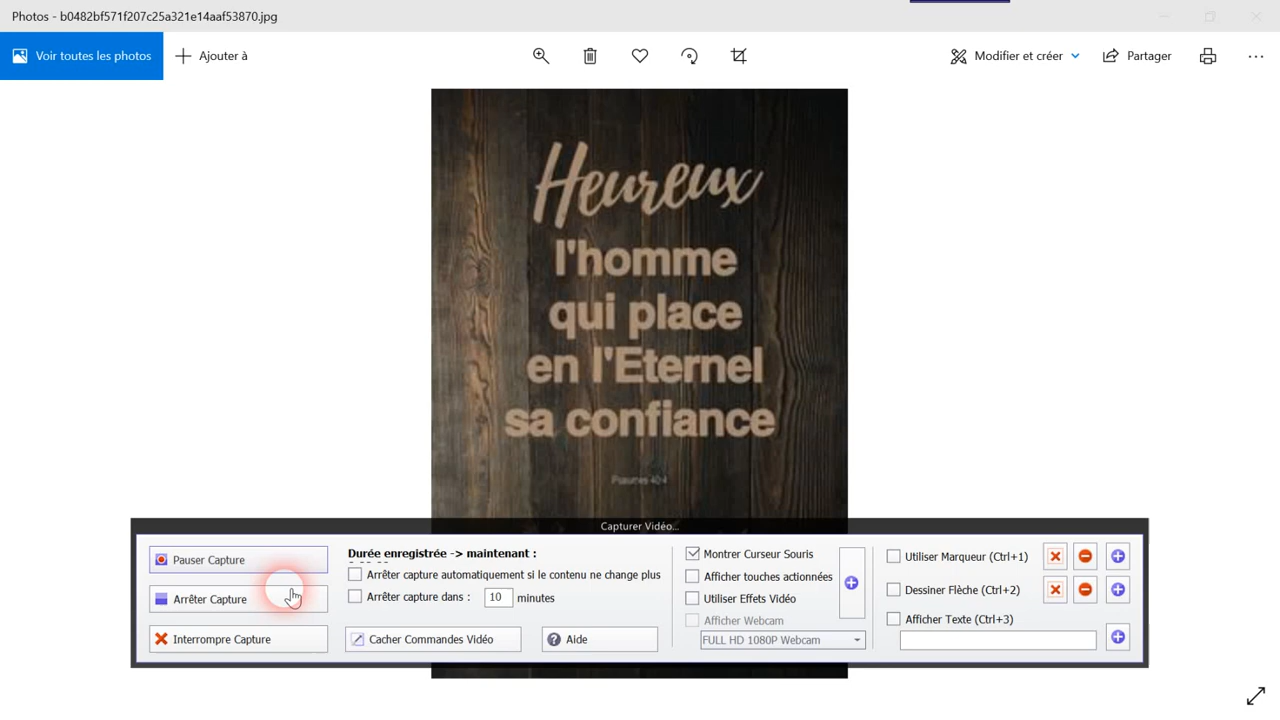 Photos - b0482bf571f207c25a321e14aaf53870.jpg
Voir toutes les photos
Ajouter à
Modifier et créer
Partager
Heureux
l'homme
qui place
en l'Eternel
sa confiance
Psaumes 40:4
Capturer Vidéo...
Pauser Capture
Arrêter Capture
Interrompre Capture
Durée enregistrée -> maintenant :
Arrêter capture automatiquement si le contenu ne change plus
Arrêter capture dans : 10 minutes
Cacher Commandes Vidéo
Aide
Montrer Curseur Souris
Afficher touches actionnées
Utiliser Effets Vidéo
Afficher Webcam
FULL HD 1080P Webcam
Utiliser Marqueur (Ctrl+1)
Dessiner Flèche (Ctrl+2)
Afficher Texte (Ctrl+3)